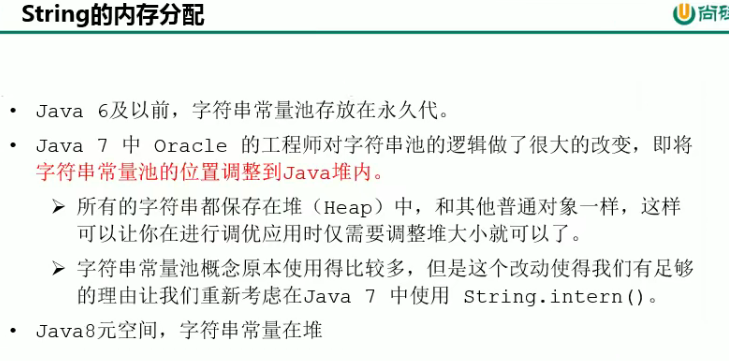 String的内存分配
尚硅
• Java 6及以前，字符串常量池存放在永久代。
• Java 7 中 Oracle 的工程师对字符串池的逻辑做了很大的改变，即将
字符串常量池的位置调整到Java堆内。
➢ 所有的字符串都保存在堆（Heap）中，和其他普通对象一样，这样
可以让你在进行调优应用时仅需要调整堆大小就可以了。
➢ 字符串常量池概念原本使用得比较多，但是这个改动使得我们有足够
的理由让我们重新考虑在Java 7 中使用 String.intern()。
• Java8元空间，字符串常量在堆